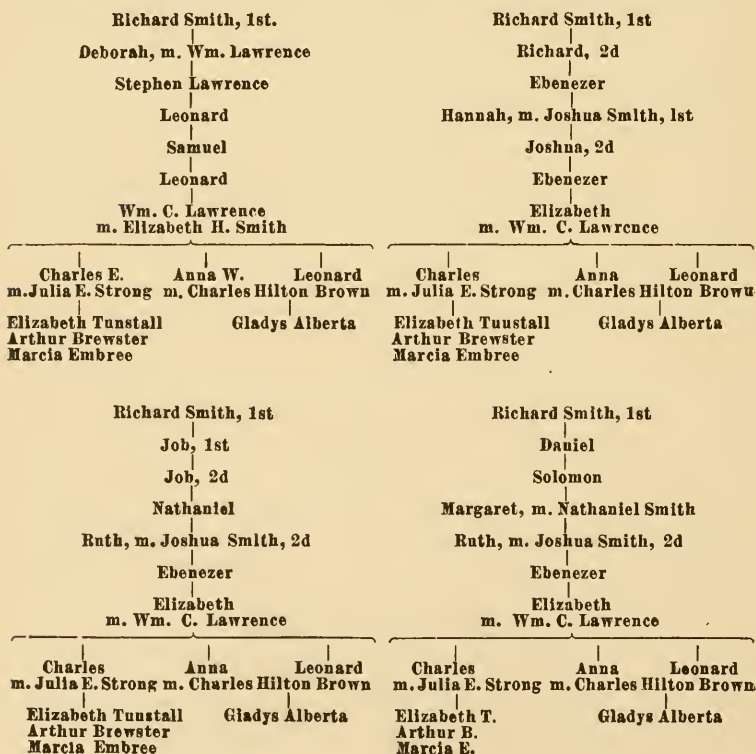 Richard Smith, 1st.
Deborah, m. Wm. Lawrence
Stephen Lawrence
Leonard
Samuel
Leonard
Wm. C. Lawrence
m. Elizabeth H. Smith
Charles E. Anna W. Leonard
m. Julia E. Strong m. Charles Hilton Brown
Elizabeth Tunstall Gladys Alberta
Arthur Brewster
Marcia Embree
Richard Smith, 1st
Richard, 2d
Ebenezer
Hannah, m. Joshua Smith, 1st
Joshua, 2d
Ebenezer
Elizabeth
m. Wm. C. Lawrence
Charles Anna Leonard
m. Julia E. Strong m. Charles Hilton Brown
Elizabeth Tunstall Gladys Alberta
Arthur Brewster
Marcia Embree
Richard Smith, 1st
Job, 1st
Job, 2d
Nathaniel
Ruth, m. Joshua Smith, 2d
Ebenezer
Elizabeth
m. Wm. C. Lawrence
Charles Anna Leonard
m. Julia E. Strong m. Charles Hilton Brown
Elizabeth Tunstall Gladys Alberta
Arthur Brewster
Marcia Embree
Richard Smith, 1st
Daniel
Solomon
Margaret, m. Nathaniel Smith
Ruth, m. Joshua Smith, 2d
Ebenezer
Elizabeth
m. Wm. C. Lawrence
Charles Anna Leonard
m. Julia E. Strong m. Charles Hilton Brown
Elizabeth T. Gladys Alberta
Arthur B.
Marcia E.